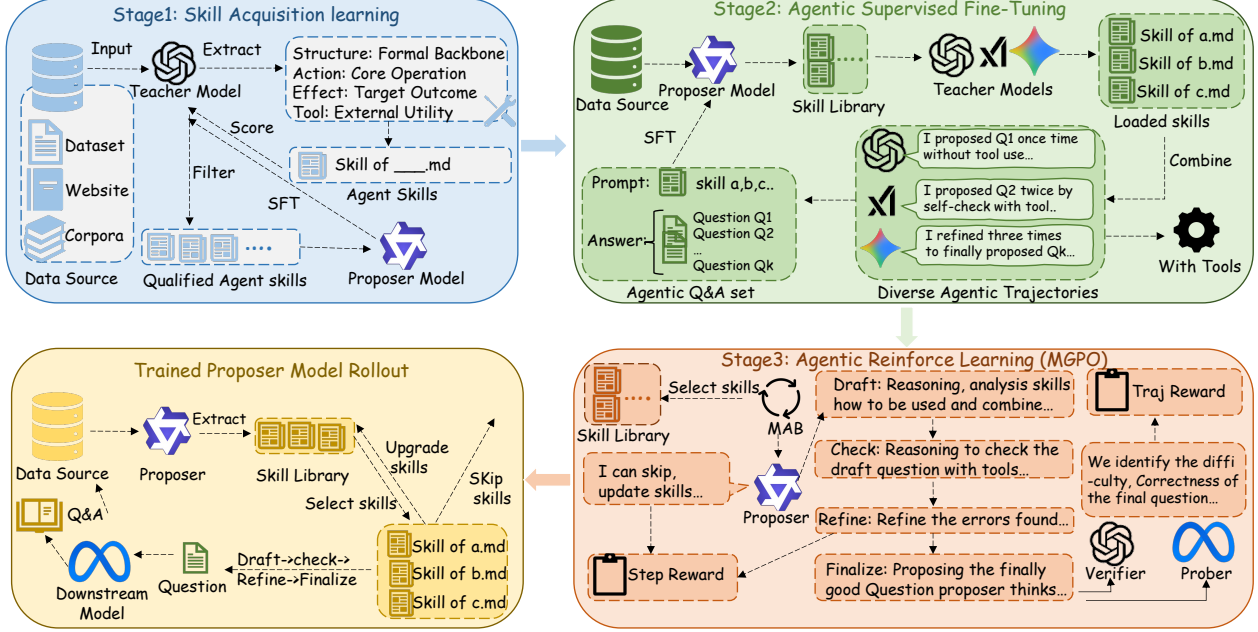 Stage1: Skill Acquisition learning
Input
Extract
Teacher Model
Structure: Formal Backbone
Action: Core Operation
Effect: Target Outcome
Tool: External Utility
Score
Dataset
Website
Corpora
Data Source
Filter
SFT
Skill of ___.md
Agent Skills
Qualified Agent skills
Proposer Model
Stage2: Agentic Supervised Fine-Tuning
Data Source
Proposer Model
Skill Library
Teacher Models
Skill of a.md
Skill of b.md
Skill of c.md
Loaded skills
SFT
Combine
Prompt:
skill a,b,c..
Answer:
Question Q1
Question Q2
...
Question Qk
Agentic Q&A set
I proposed Q1 once time
without tool use...
I proposed Q2 twice by
self-check with tool..
I refined three times
to finally proposed Qk...
Diverse Agentic Trajectories
With Tools
Trained Proposer Model Rollout
Data Source
Proposer
Extract
Skill Library
Upgrade
skills
Select skills
SKip
skills
Q&A
Downstream
Model
Question
Draft->check->
Refine->Finalize
Skill of a.md
Skill of b.md
Skill of c.md
Stage3: Agentic Reinforce Learning (MGPO)
Skill Library
Select skills
MAB
Draft: Reasoning, analysis skills
how to be used and combine...
Traj Reward
I can skip,
update skills...
Proposer
Check: Reasoning to check the
draft question with tools...
We identify the diffi
-culty, Correctness of
the final question...
Refine: Refine the errors found...
Step Reward
Finalize: Proposing the finally
good Question proposer thinks...
Verifier
Prober